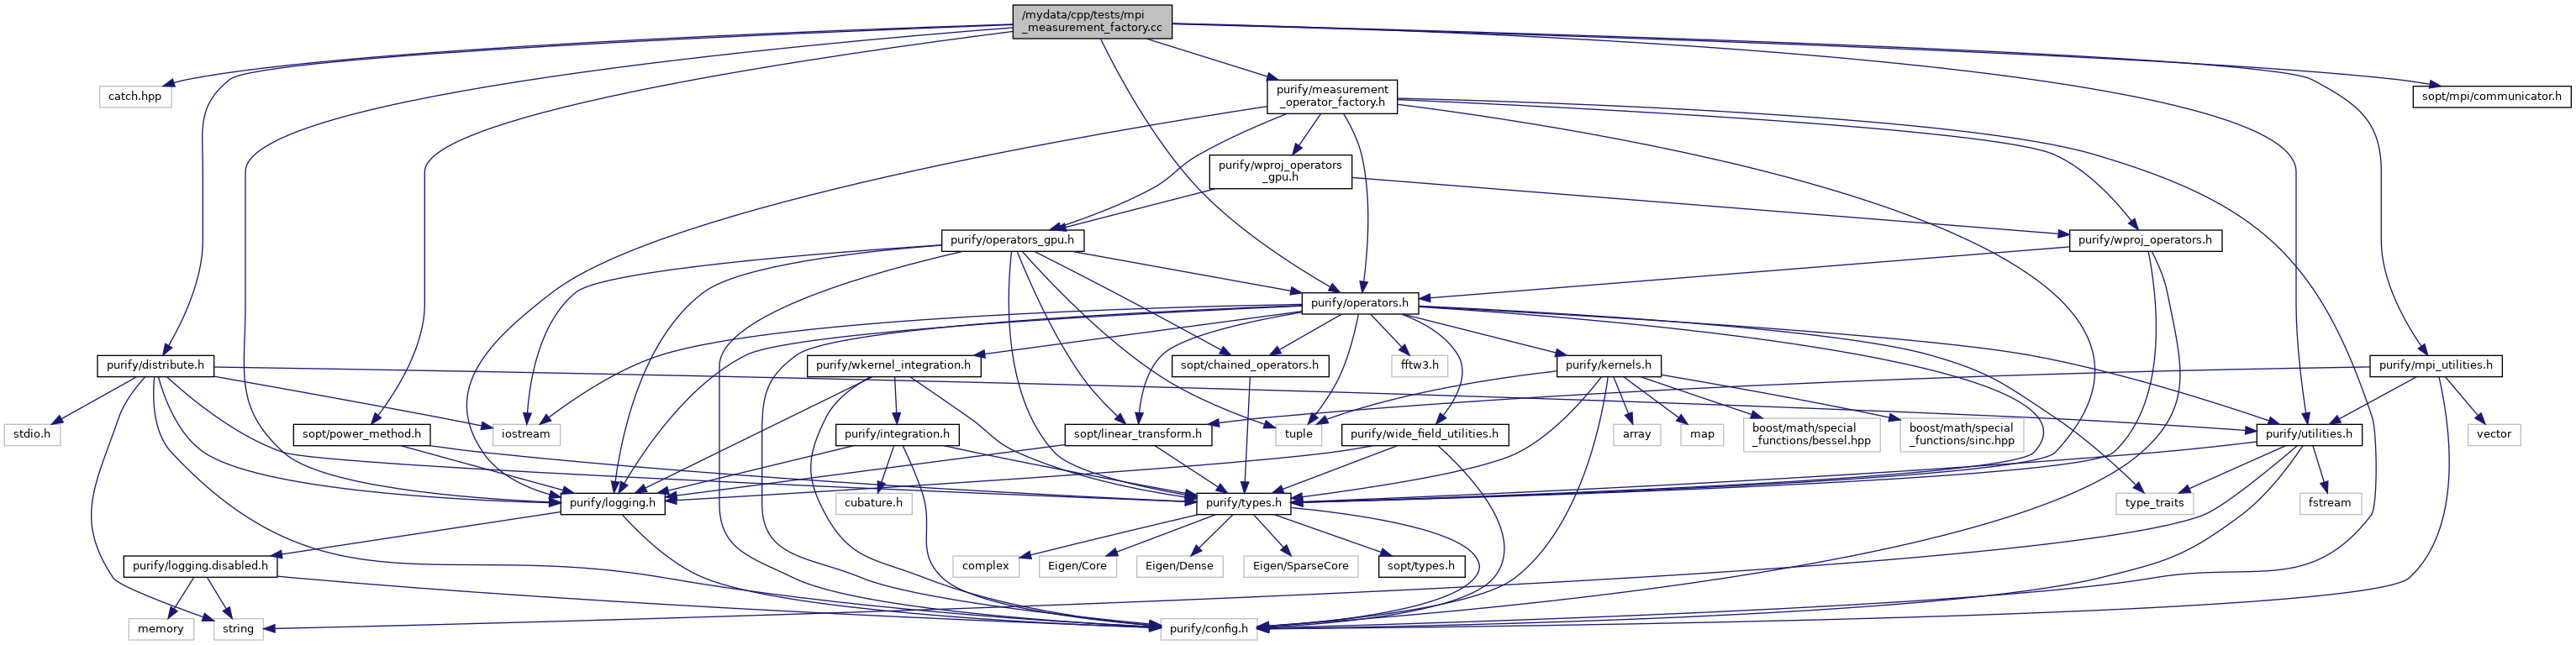 /mydata/cpp/tests/mpi
_measurement_factory.cc
catch.hpp
purify/measurement
_operator_factory.h
sopt/mpi/communicator.h
purify/wproj_operators
_gpu.h
purify/operators_gpu.h
purify/wproj_operators.h
purify/operators.h
purify/distribute.h
purify/wkernel_integration.h
sopt/chained_operators.h
fftw3.h
purify/kernels.h
purify/mpi_utilities.h
stdio.h
sopt/power_method.h
iostream
purify/integration.h
sopt/linear_transform.h
tuple
purify/wide_field_utilities.h
array
map
boost/math/special
_functions/bessel.hpp
boost/math/special
_functions/sinc.hpp
purify/utilities.h
vector
purify/logging.h
cubature.h
purify/types.h
type_traits
fstream
purify/logging.disabled.h
complex
Eigen/Core
Eigen/Dense
Eigen/SparseCore
sopt/types.h
memory
string
purify/config.h